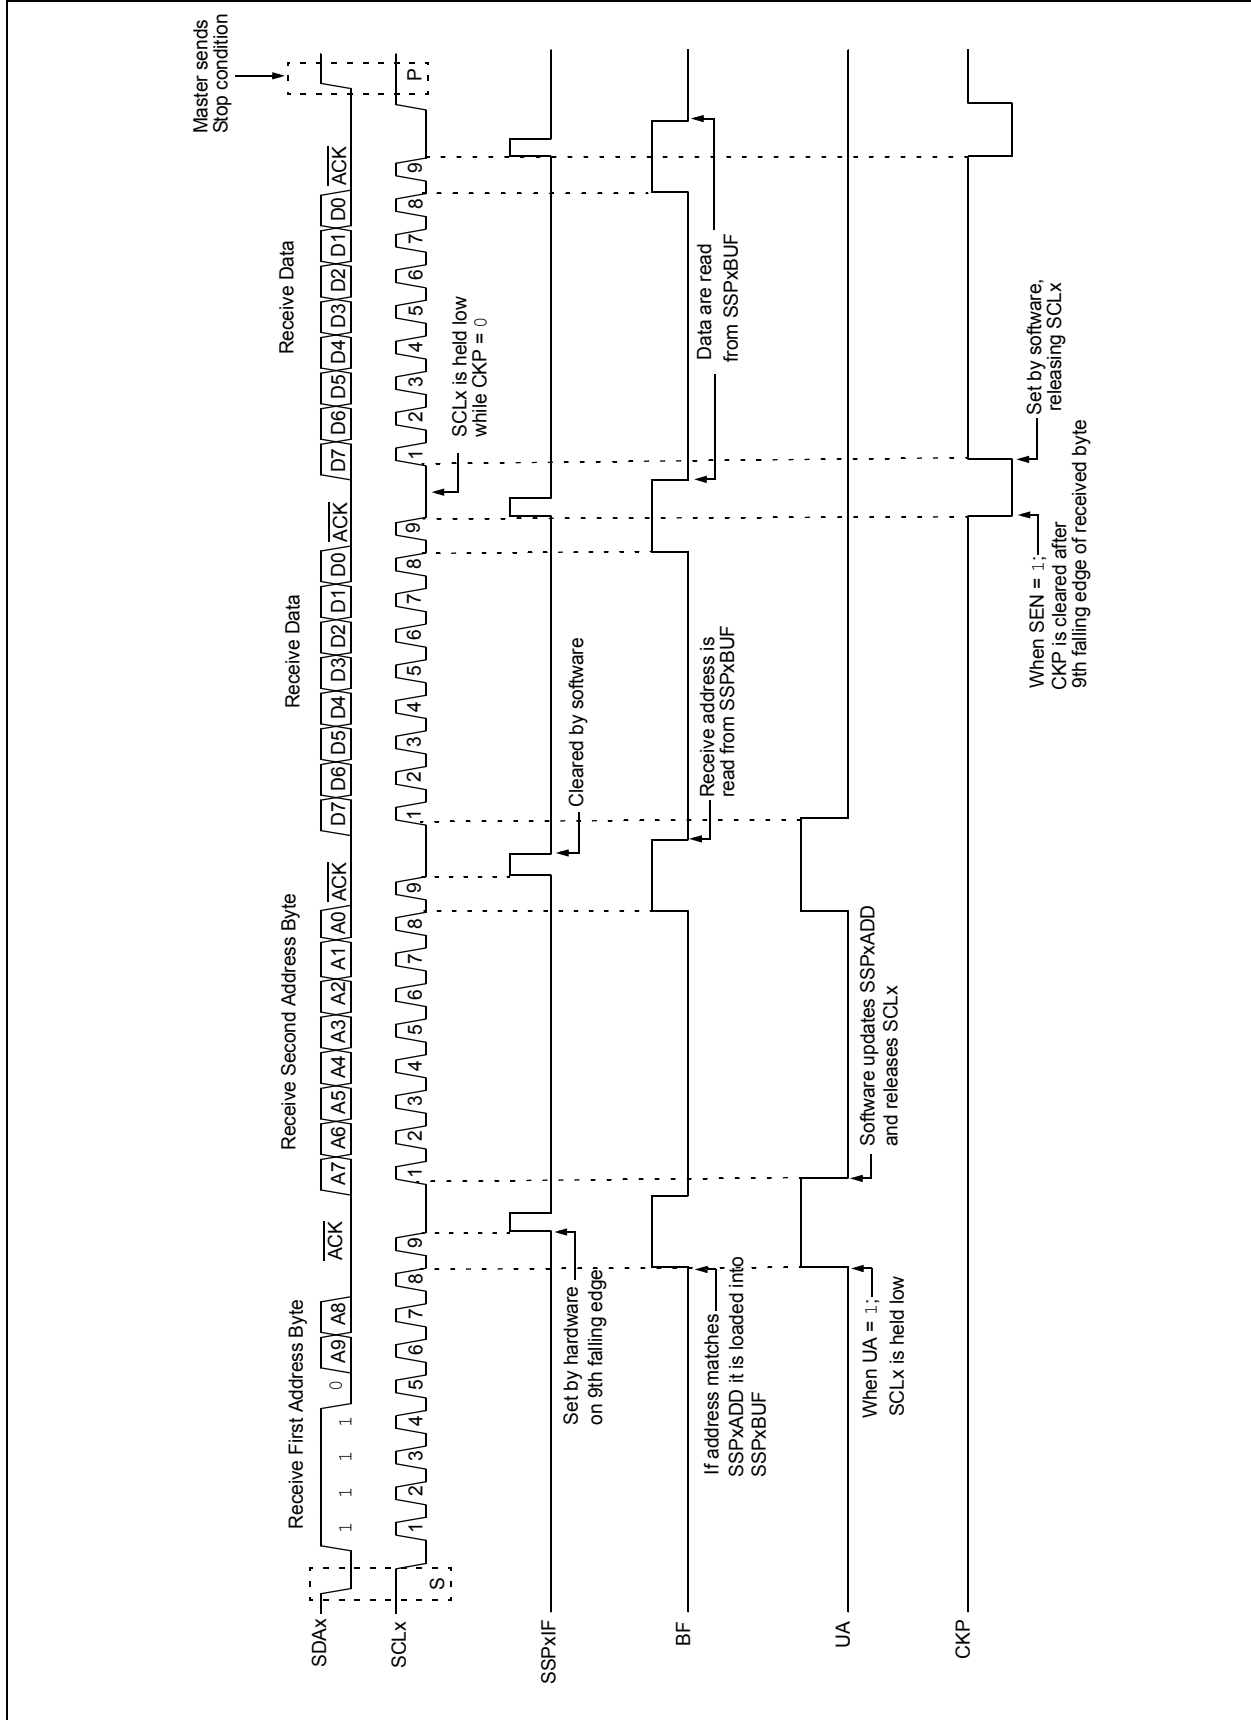 Master sends
Stop condition
Receive First Address Byte
Receive Second Address Byte
Receive Data
Receive Data
SDAx
1 1 1 1 0 A9 A8 ACK
A7 A6 A5 A4 A3 A2 A1 A0 ACK
D7 D6 D5 D4 D3 D2 D1 D0 ACK
D7 D6 D5 D4 D3 D2 D1 D0 ACK
SCLx
S
1 2 3 4 5 6 7 8 9
1 2 3 4 5 6 7 8 9
1 2 3 4 5 6 7 8 9
1 2 3 4 5 6 7 8 9
P
SCLx is held low
while CKP = 0
SSPxIF
Set by hardware
on 9th falling edge
Cleared by software
BF
If address matches
SSPxADD it is loaded into
SSPxBUF
Receive address is
read from SSPxBUF
Data are read
from SSPxBUF
UA
When UA = 1;
SCLx is held low
Software updates SSPxADD
and releases SCLx
CKP
When SEN = 1;
CKP is cleared after
9th falling edge of received byte
Set by software,
releasing SCLx